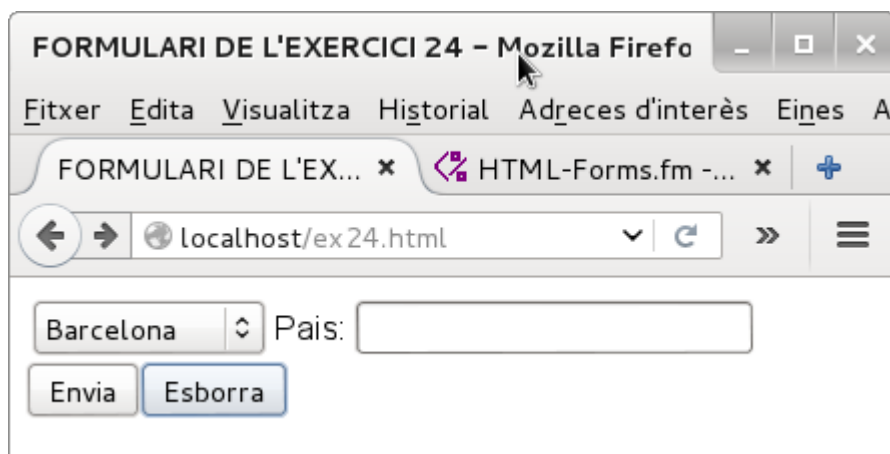 FORMULARI DE L'EXERCICI 24 – Mozilla Firefo
Fitxer Edita Visualitza Historial Adreces d'interès Eines A
FORMULARI DE L'EX... HTML-Forms.fm -...
localhost/ex24.html
Barcelona Pais:
Envia Esborra